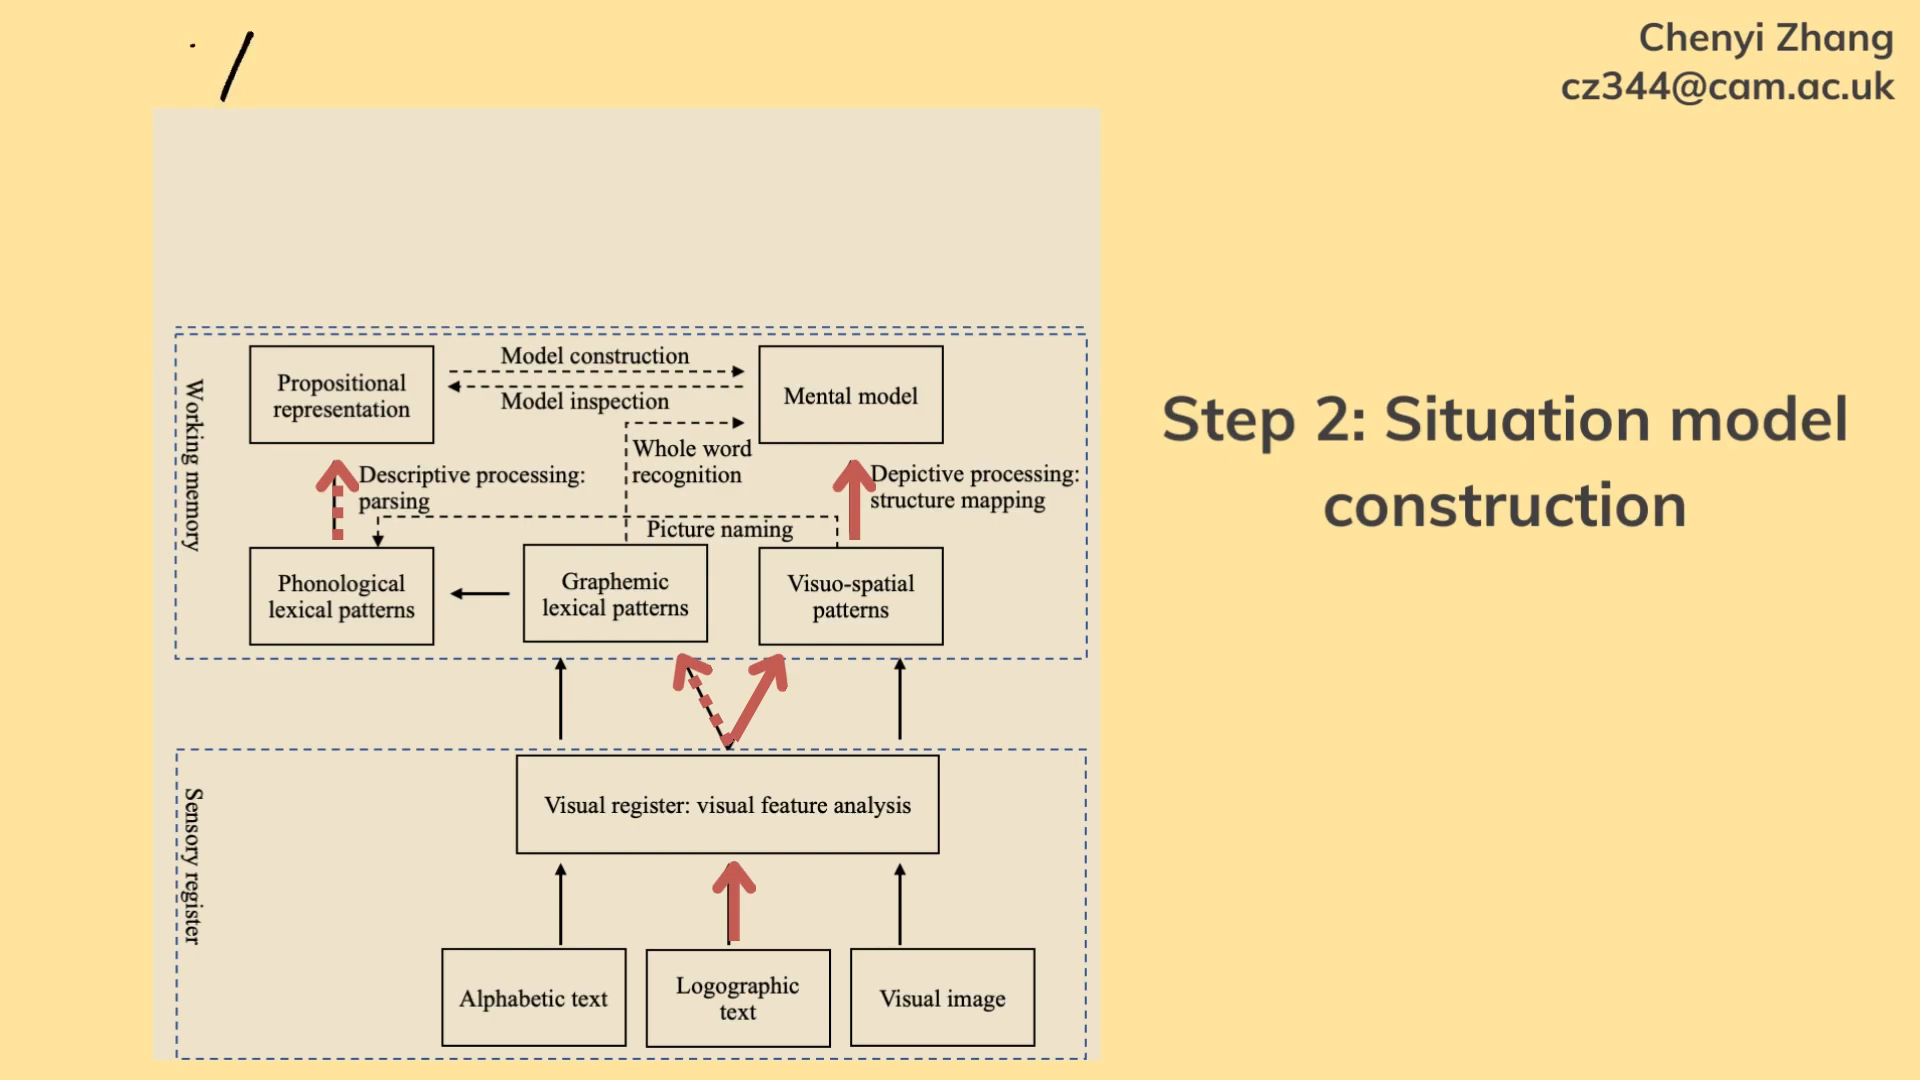 Chenyi Zhang
cz344@cam.ac.uk
Step 2: Situation model
construction
Working memory
Propositional
representation
Model construction
Model inspection
Mental model
Whole word
recognition
Descriptive processing:
parsing
Depictive processing:
structure mapping
Picture naming
Phonological
lexical patterns
Graphemic
lexical patterns
Visuo-spatial
patterns
Sensory register
Visual register: visual feature analysis
Alphabetic text
Logographic
text
Visual image